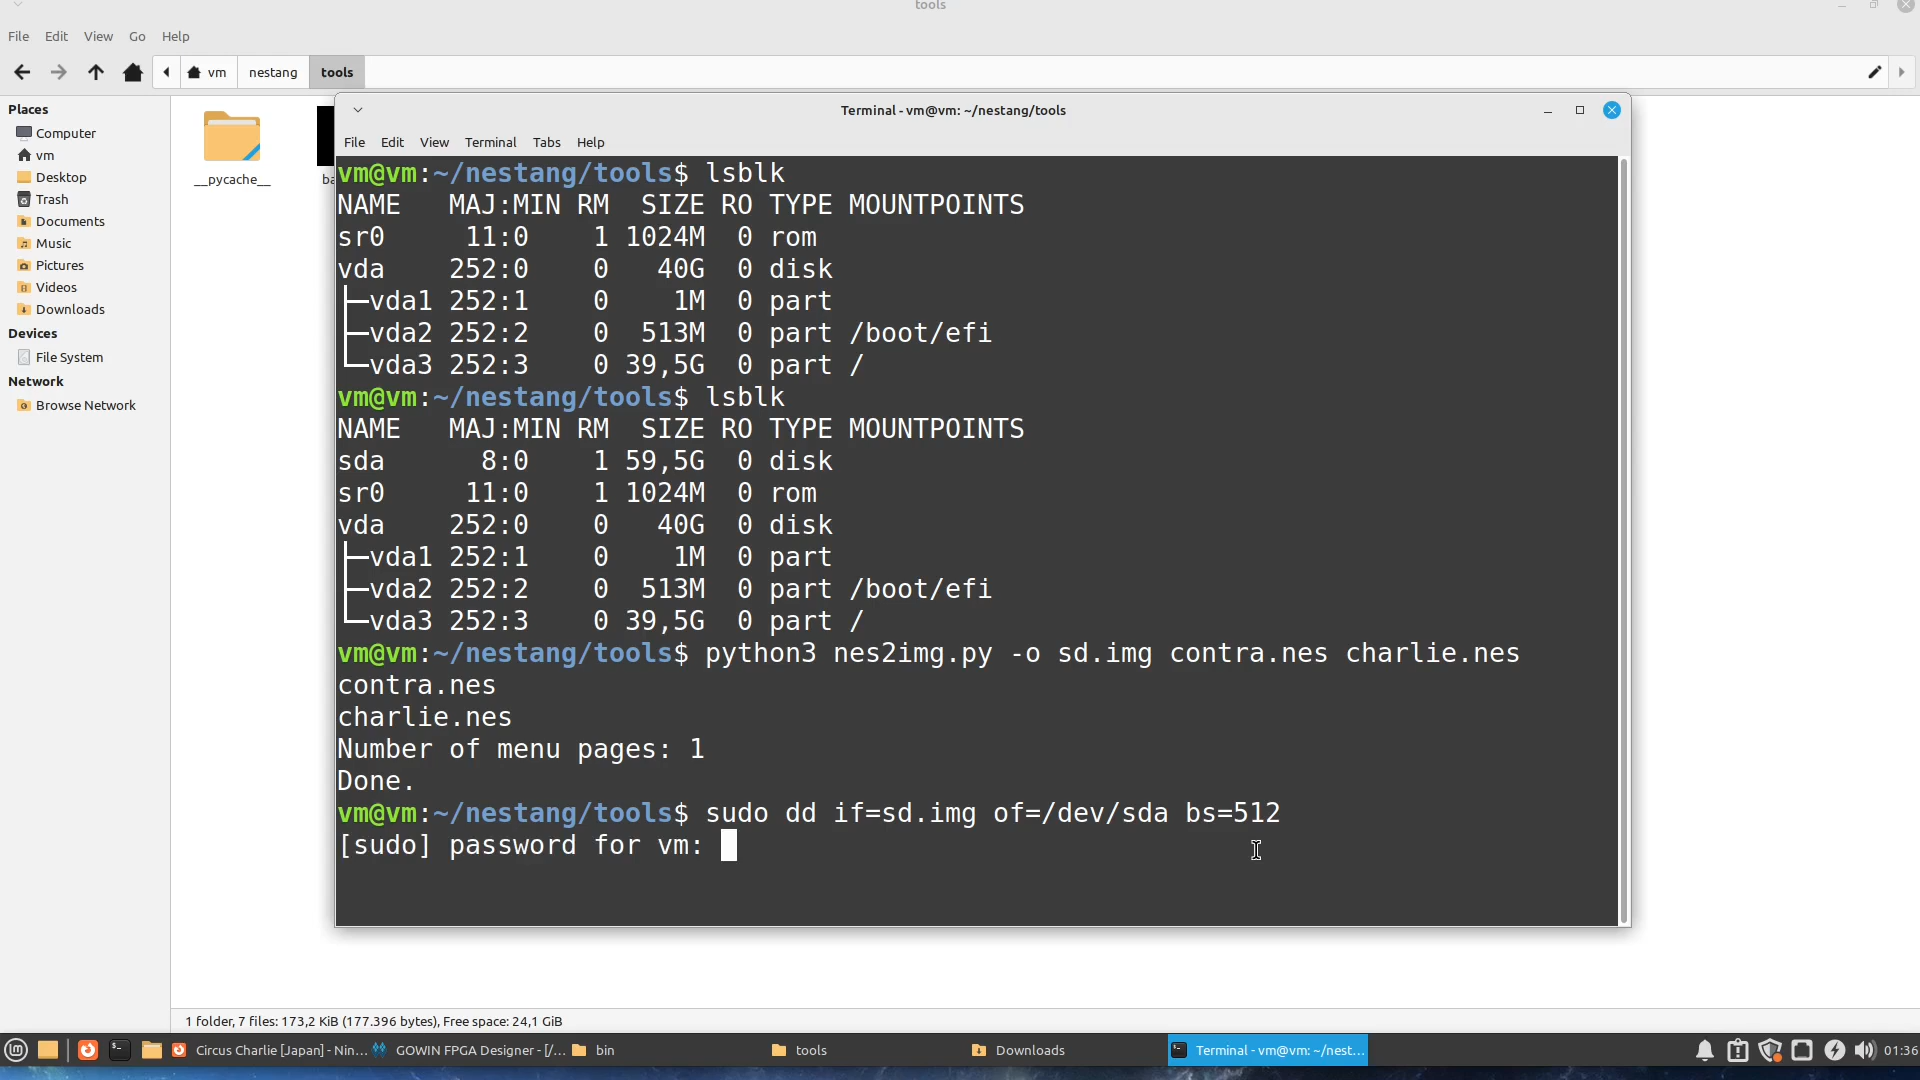 tools
File Edit View Go Help
vm nestang tools
Places
Computer
vm
Desktop
Trash
Documents
Music
Pictures
Videos
Downloads
Devices
File System
Network
Browse Network
__pycache__
ba
Terminal - vm@vm: ~/nestang/tools
File Edit View Terminal Tabs Help
vm@vm:~/nestang/tools$ lsblk
NAME   MAJ:MIN RM  SIZE RO TYPE MOUNTPOINTS
sr0     11:0    1 1024M  0 rom
vda    252:0    0   40G  0 disk
├─vda1 252:1    0    1M  0 part
├─vda2 252:2    0  513M  0 part /boot/efi
└─vda3 252:3    0 39,5G  0 part /
vm@vm:~/nestang/tools$ lsblk
NAME   MAJ:MIN RM  SIZE RO TYPE MOUNTPOINTS
sda      8:0    1 59,5G  0 disk
sr0     11:0    1 1024M  0 rom
vda    252:0    0   40G  0 disk
├─vda1 252:1    0    1M  0 part
├─vda2 252:2    0  513M  0 part /boot/efi
└─vda3 252:3    0 39,5G  0 part /
vm@vm:~/nestang/tools$ python3 nes2img.py -o sd.img contra.nes charlie.nes
contra.nes
charlie.nes
Number of menu pages: 1
Done.
vm@vm:~/nestang/tools$ sudo dd if=sd.img of=/dev/sda bs=512
[sudo] password for vm:
1 folder, 7 files: 173,2 KiB (177.396 bytes), Free space: 24,1 GiB
Circus Charlie [Japan] - Nin... GOWIN FPGA Designer - [/... bin tools Downloads Terminal - vm@vm: ~/nest... 01:36